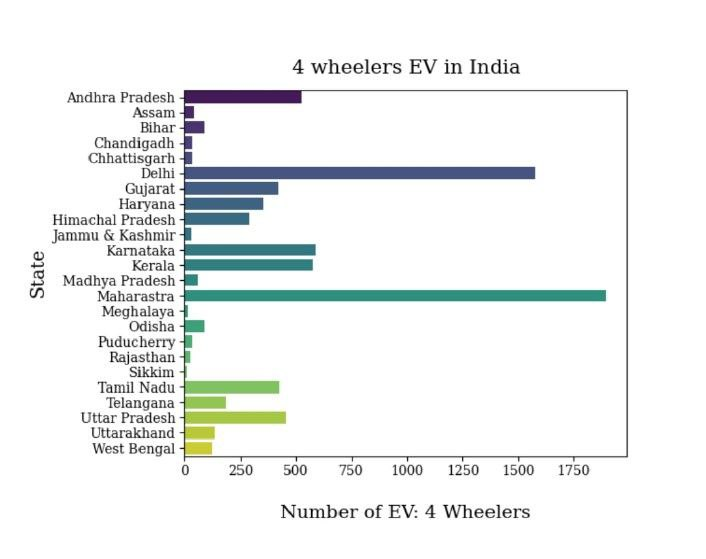 4 wheelers EV in India
Andhra Pradesh
Assam
Bihar
Chandigadh
Chhattisgarh
Delhi
Gujarat
Haryana
Himachal Pradesh
Jammu & Kashmir
Karnataka
Kerala
Madhya Pradesh
Maharastra
Meghalaya
Odisha
Puducherry
Rajasthan
Sikkim
Tamil Nadu
Telangana
Uttar Pradesh
Uttarakhand
West Bengal
State
0 250 500 750 1000 1250 1500 1750
Number of EV: 4 Wheelers